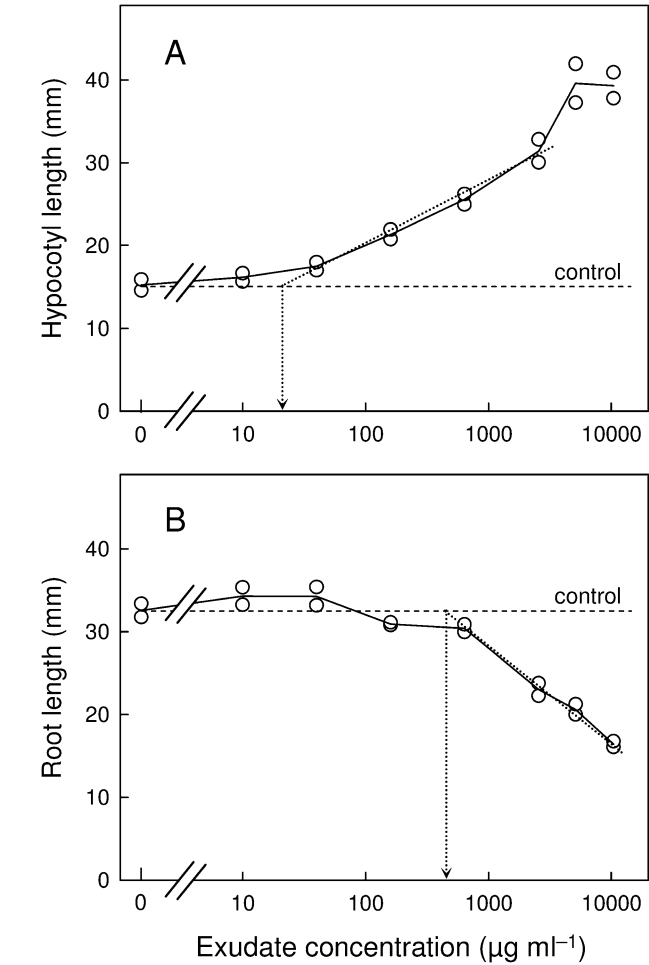 A
Hypocotyl length (mm)
40
30
20
10
0
control
0 10 100 1000 10000
B
Root length (mm)
40
30
20
10
0
control
0 10 100 1000 10000
Exudate concentration (µg ml⁻¹)